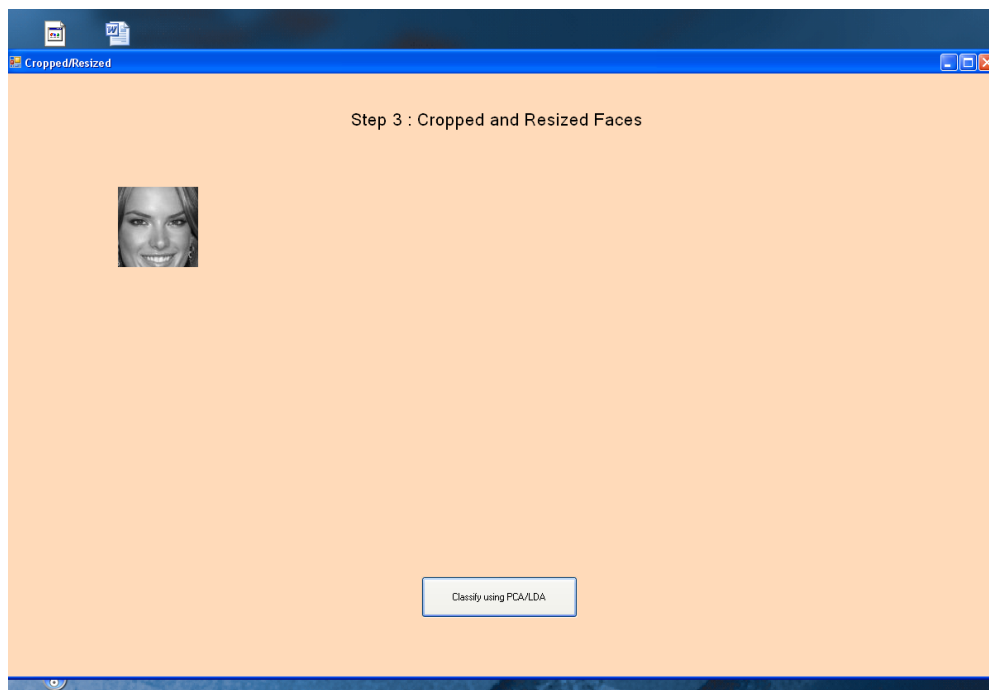 Cropped/Resized
Step 3 : Cropped and Resized Faces
Classify using PCA/LDA